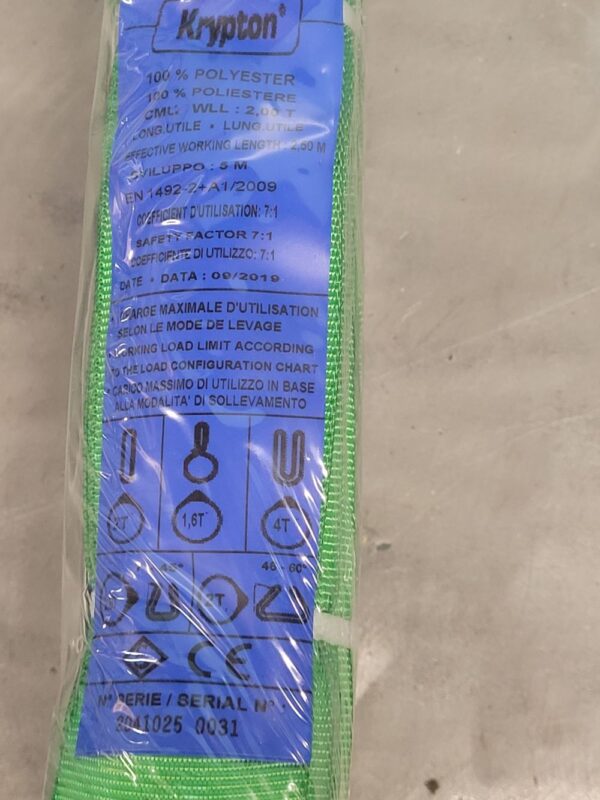 Krypton®
100 % POLYESTER
100 % POLIESTERE
CMU WLL : 2,00 T
LONG.UTILE • LUNG.UTILE
EFFECTIVE WORKING LENGTH : 2,50 M
SVILUPPO : 5 M
EN 1492-2+A1/2009
COEFFICIENT D'UTILISATION: 7:1
SAFETY FACTOR 7:1
COEFFICIENTE DI UTILIZZO: 7:1
DATE • DATA : 09/2019
• CHARGE MAXIMALE D'UTILISATION
SELON LE MODE DE LEVAGE
• WORKING LOAD LIMIT ACCORDING
TO THE LOAD CONFIGURATION CHART
• CARICO MASSIMO DI UTILIZZO IN BASE
ALLA MODALITA' DI SOLLEVAMENTO
2T 1,6T 4T
45° 45 - 60°
2T.
CE
N° SERIE / SERIAL N° :
2041025 0031